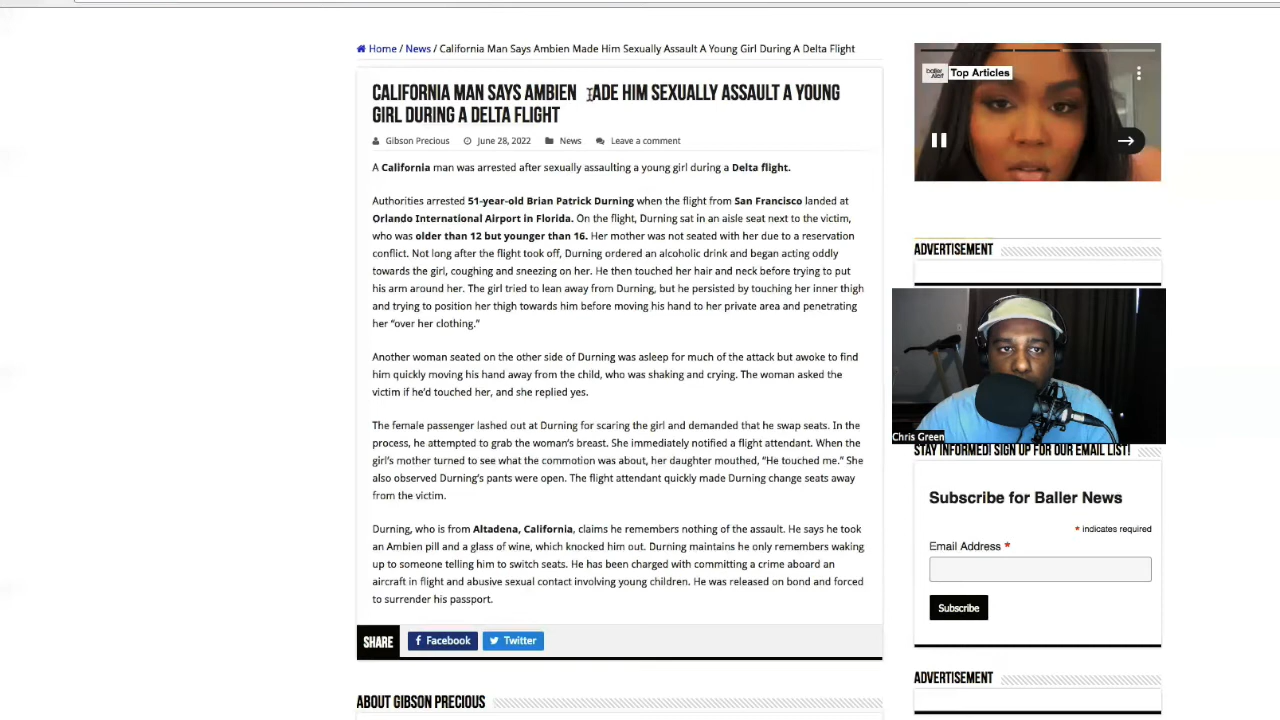 Home / News / California Man Says Ambien Made Him Sexually Assault A Young Girl During A Delta Flight
CALIFORNIA MAN SAYS AMBIEN ADE HIM SEXUALLY ASSAULT A YOUNG
GIRL DURING A DELTA FLIGHT
Gibson Precious June 28, 2022 News Leave a comment
A California man was arrested after sexually assaulting a young girl during a Delta flight.
Authorities arrested 51-year-old Brian Patrick Durning when the flight from San Francisco landed at
Orlando International Airport in Florida. On the flight, Durning sat in an aisle seat next to the victim,
who was older than 12 but younger than 16. Her mother was not seated with her due to a reservation
conflict. Not long after the flight took off, Durning ordered an alcoholic drink and began acting oddly
towards the girl, coughing and sneezing on her. He then touched her hair and neck before trying to put
his arm around her. The girl tried to lean away from Durning, but he persisted by touching her inner thigh
and trying to position her thigh towards him before moving his hand to her private area and penetrating
her “over her clothing.”
Another woman seated on the other side of Durning was asleep for much of the attack but awoke to find
him quickly moving his hand away from the child, who was shaking and crying. The woman asked the
victim if he’d touched her, and she replied yes.
The female passenger lashed out at Durning for scaring the girl and demanded that he swap seats. In the
process, he attempted to grab the woman’s breast. She immediately notified a flight attendant. When the
girl’s mother turned to see what the commotion was about, her daughter mouthed, “He touched me.” She
also observed Durning’s pants were open. The flight attendant quickly made Durning change seats away
from the victim.
Durning, who is from Altadena, California, claims he remembers nothing of the assault. He says he took
an Ambien pill and a glass of wine, which knocked him out. Durning maintains he only remembers waking
up to someone telling him to switch seats. He has been charged with committing a crime aboard an
aircraft in flight and abusive sexual contact involving young children. He was released on bond and forced
to surrender his passport.
SHARE Facebook Twitter
ABOUT GIBSON PRECIOUS
baller alert Top Articles
ADVERTISEMENT
Chris Green
STAY INFORMED! SIGN UP FOR OUR EMAIL LIST!
Subscribe for Baller News
* indicates required
Email Address *
Subscribe
ADVERTISEMENT